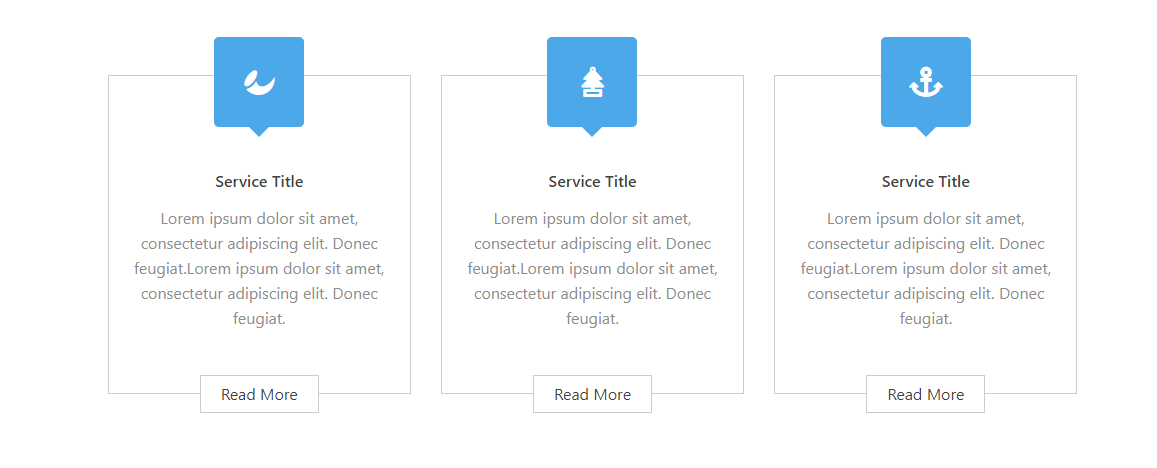 Service Title
Lorem ipsum dolor sit amet,
consectetur adipiscing elit. Donec
feugiat.Lorem ipsum dolor sit amet,
consectetur adipiscing elit. Donec
feugiat.
Read More
Service Title
Lorem ipsum dolor sit amet,
consectetur adipiscing elit. Donec
feugiat.Lorem ipsum dolor sit amet,
consectetur adipiscing elit. Donec
feugiat.
Read More
Service Title
Lorem ipsum dolor sit amet,
consectetur adipiscing elit. Donec
feugiat.Lorem ipsum dolor sit amet,
consectetur adipiscing elit. Donec
feugiat.
Read More